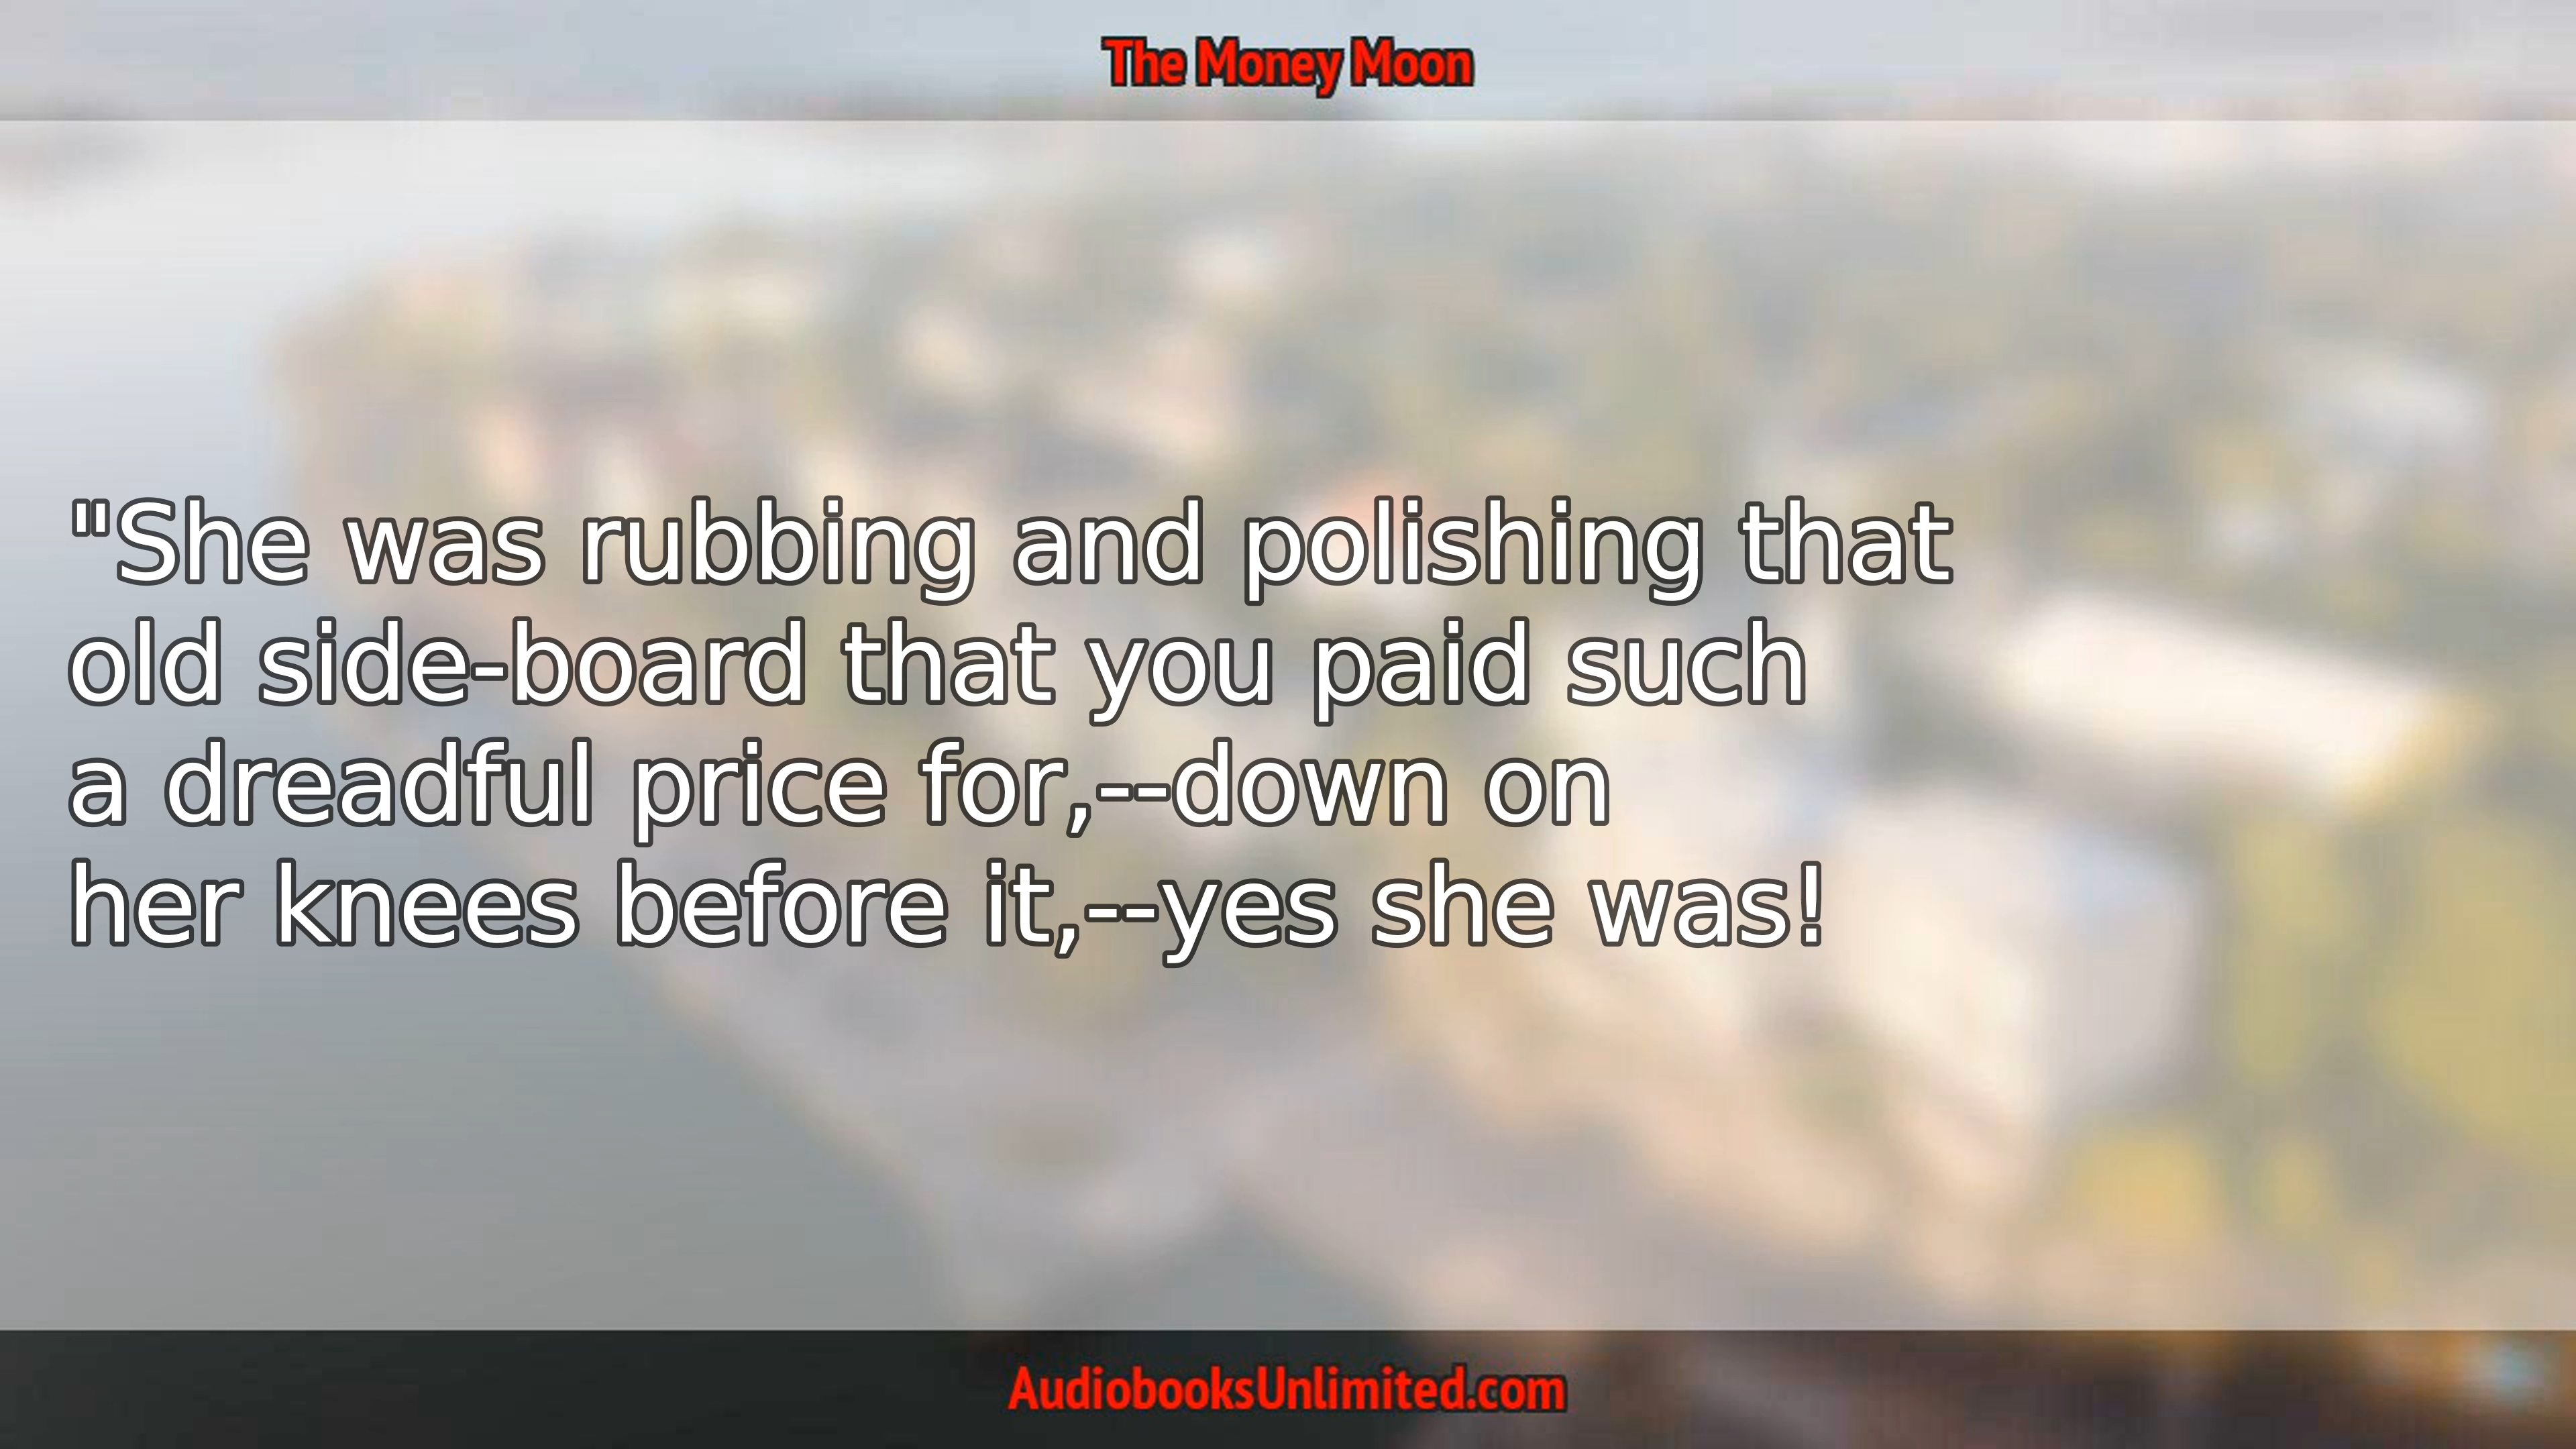 The Money Moon
"She was rubbing and polishing that
old side-board that you paid such
a dreadful price for,--down on
her knees before it,--yes she was!
AudiobooksUnlimited.com